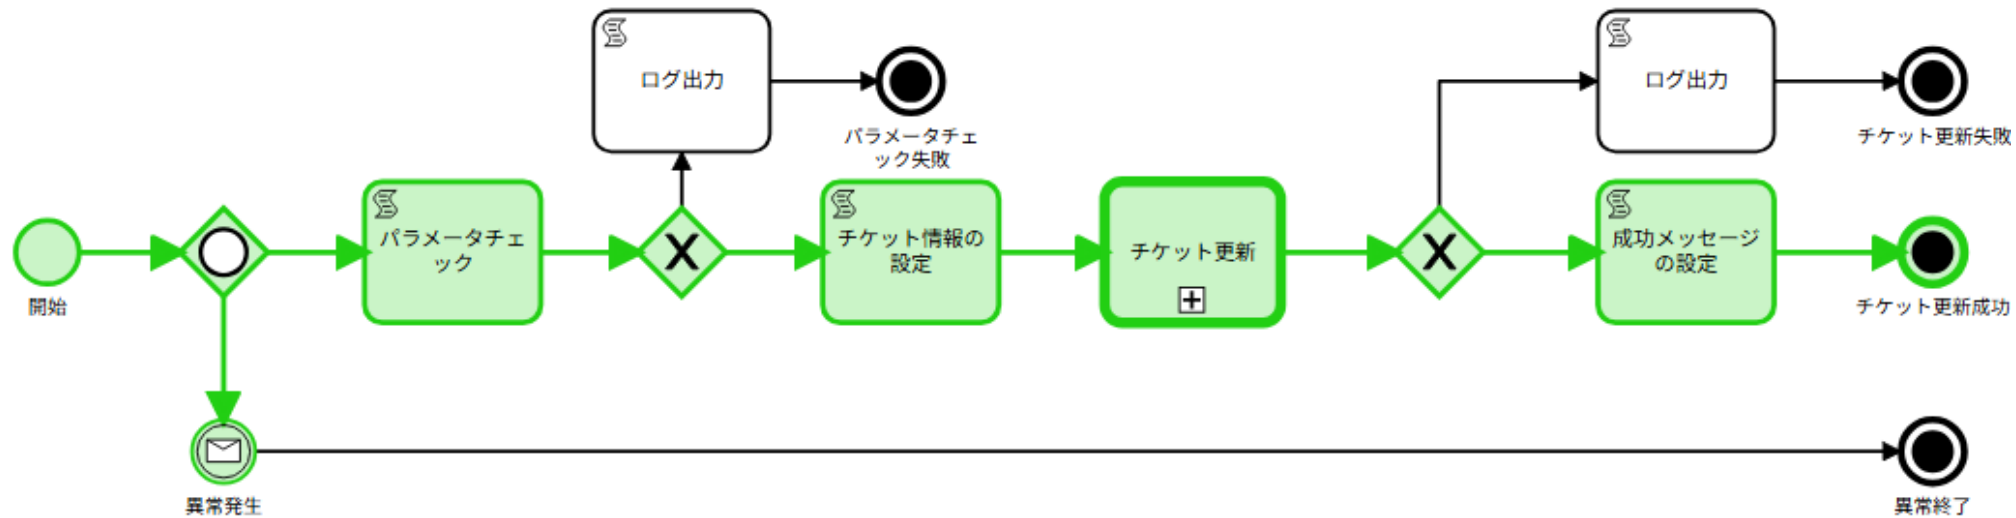 ログ出力
パラメータチェ
ック失敗
ログ出力
チケット更新失敗
開始
パラメータチェ
ック
チケット情報の
設定
チケット更新
成功メッセージ
の設定
チケット更新成功
異常発生
異常終了